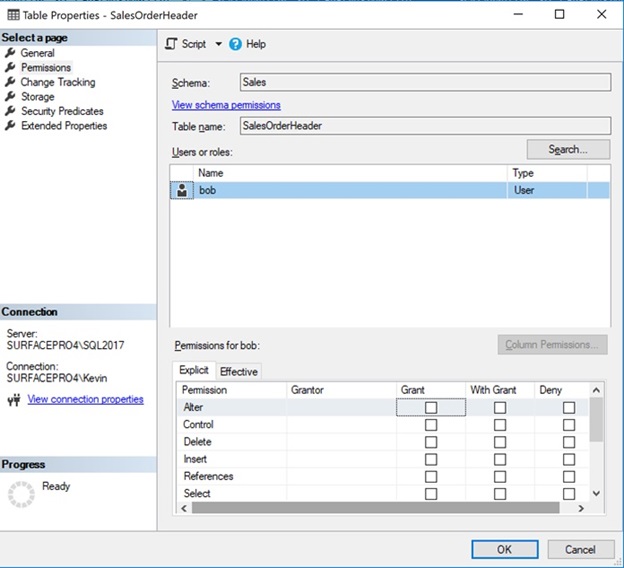 Table Properties - SalesOrderHeader
Select a page
General
Permissions
Change Tracking
Storage
Security Predicates
Extended Properties
Connection
Server:
SURFACEPRO4\SQL2017
Connection:
SURFACEPRO4\Kevin
View connection properties
Progress
Ready
Script Help
Schema: Sales
View schema permissions
Table name: SalesOrderHeader
Users or roles: Search...
Name Type
bob User
Permissions for bob: Column Permissions...
Explicit Effective
Permission Grantor Grant With Grant Deny
Alter
Control
Delete
Insert
References
Select
OK Cancel